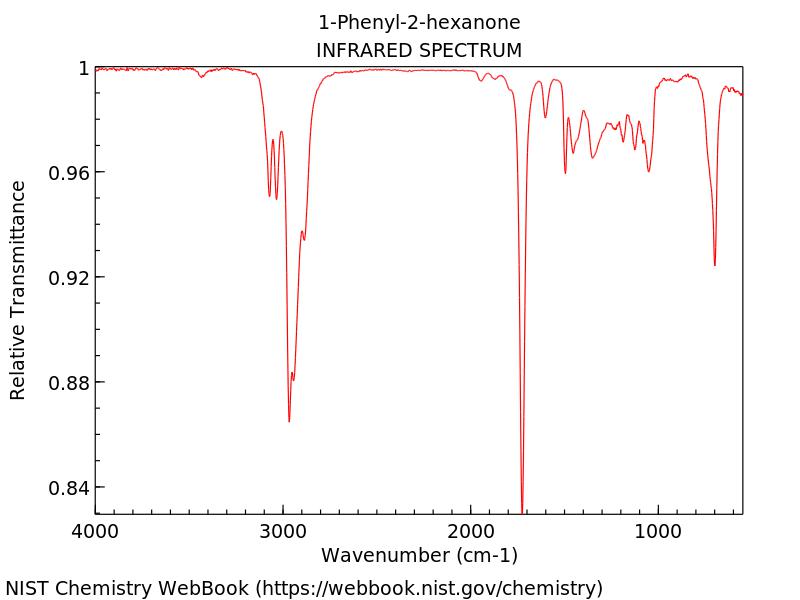 1-Phenyl-2-hexanone
INFRARED SPECTRUM
1
0.96
0.92
0.88
0.84
Relative Transmittance
4000 3000 2000 1000
Wavenumber (cm-1)
NIST Chemistry WebBook (https://webbook.nist.gov/chemistry)